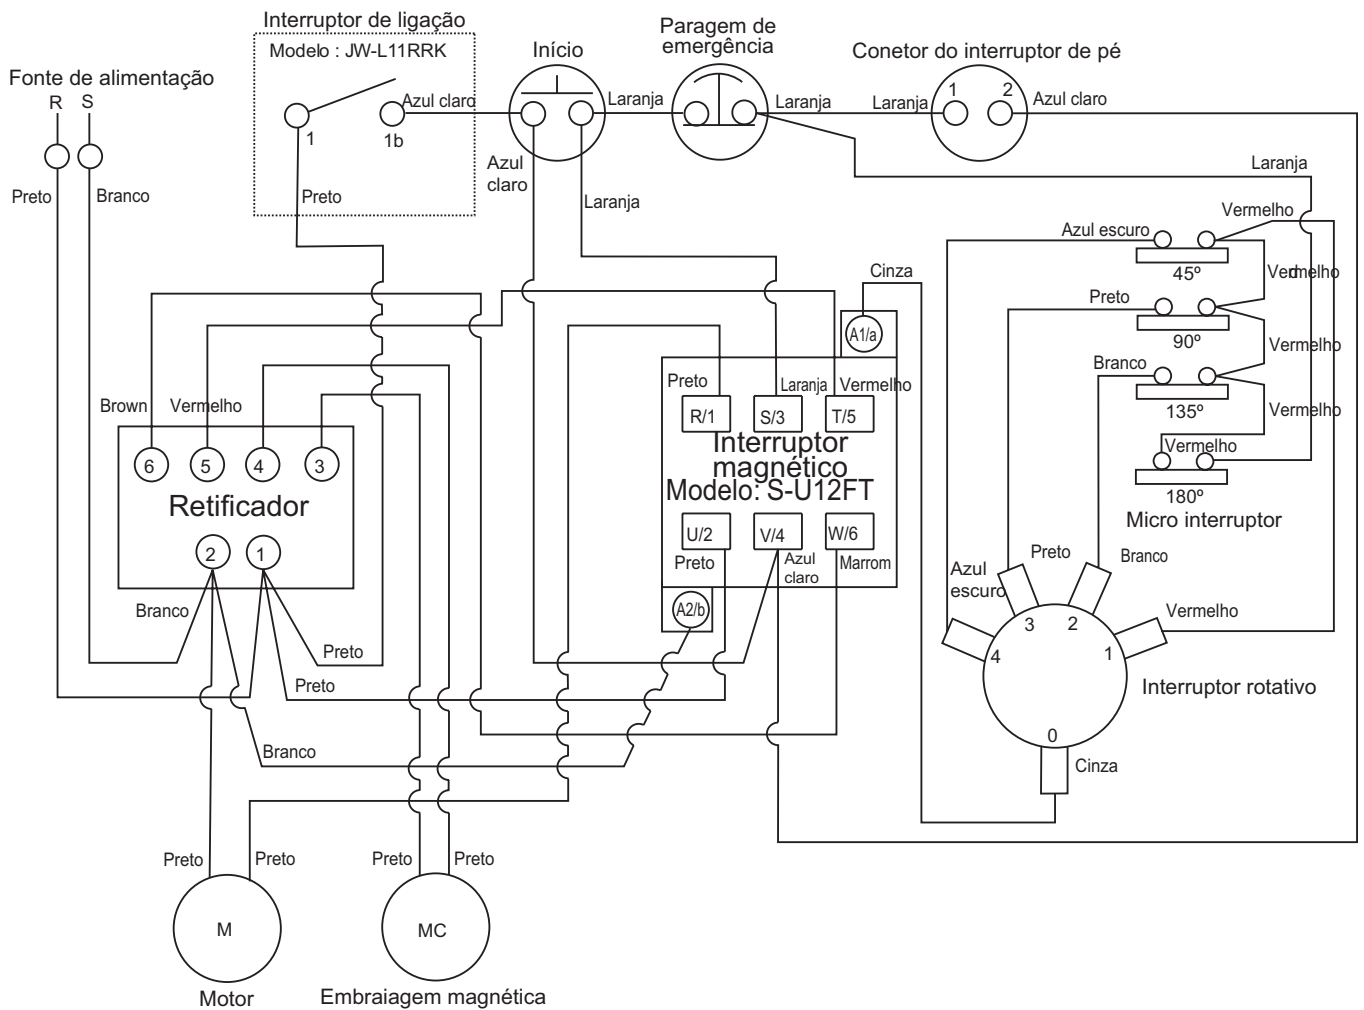 Interruptor de ligação
Modelo : JW-L11RRK
Início
Paragem de
emergência
Conetor do interruptor de pé
Fonte de alimentação
R S
1
1b
Azul claro
Laranja
Laranja
Laranja
1 2
Azul claro
Preto
Branco
Preto
Azul
claro
Laranja
Laranja
Vermelho
Azul escuro
45º
Vermelho
Preto
90º
Vermelho
Branco
135º
Vermelho
Vermelho
180º
Micro interruptor
Cinza
A1/a
Preto
Laranja
Vermelho
R/1
S/3
T/5
Interruptor
magnético
Modelo: S-U12FT
U/2
V/4
W/6
Preto
Azul
claro
Marrom
A2/b
Brown
Vermelho
6
5
4
3
Retificador
2
1
Branco
Preto
Preto
Branco
Azul
escuro
Preto
Branco
Vermelho
4
3
2
1
0
Interruptor rotativo
Cinza
Preto
Preto
Preto
Preto
M
MC
Motor
Embraiagem magnética